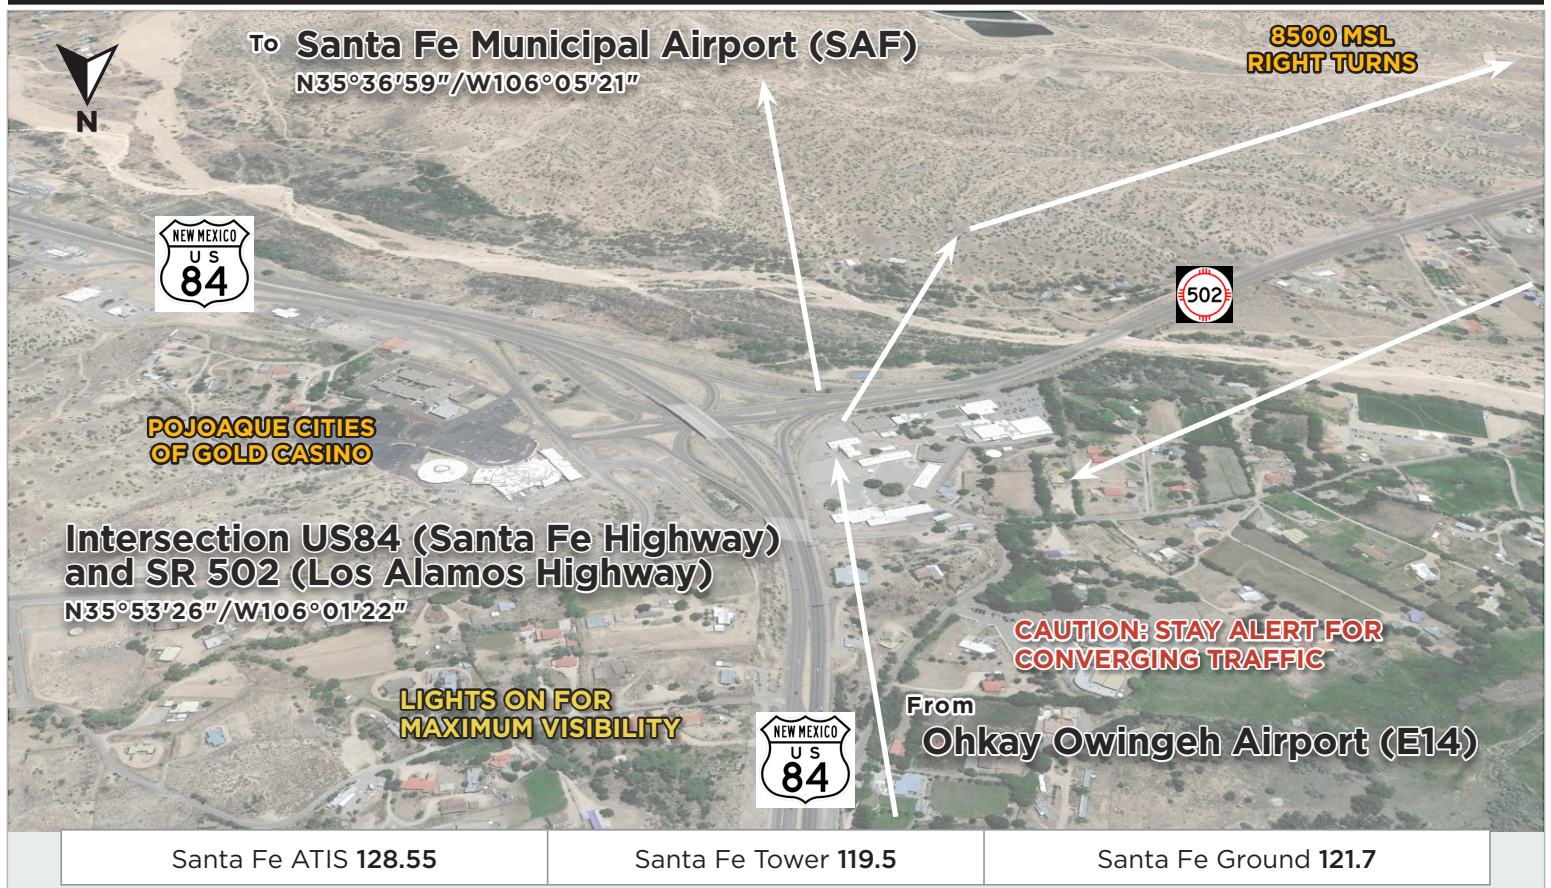 To Santa Fe Municipal Airport (SAF)
N35°36'59"/W106°05'21"
8500 MSL
RIGHT TURNS
N
NEW MEXICO
US
84
502
POJOAQUE CITIES
OF GOLD CASINO
Intersection US84 (Santa Fe Highway)
and SR 502 (Los Alamos Highway)
N35°53'26"/W106°01'22"
CAUTION: STAY ALERT FOR
CONVERGING TRAFFIC
LIGHTS ON FOR
MAXIMUM VISIBILITY
From
Ohkay Owingeh Airport (E14)
NEW MEXICO
US
84
Santa Fe ATIS 128.55
Santa Fe Tower 119.5
Santa Fe Ground 121.7